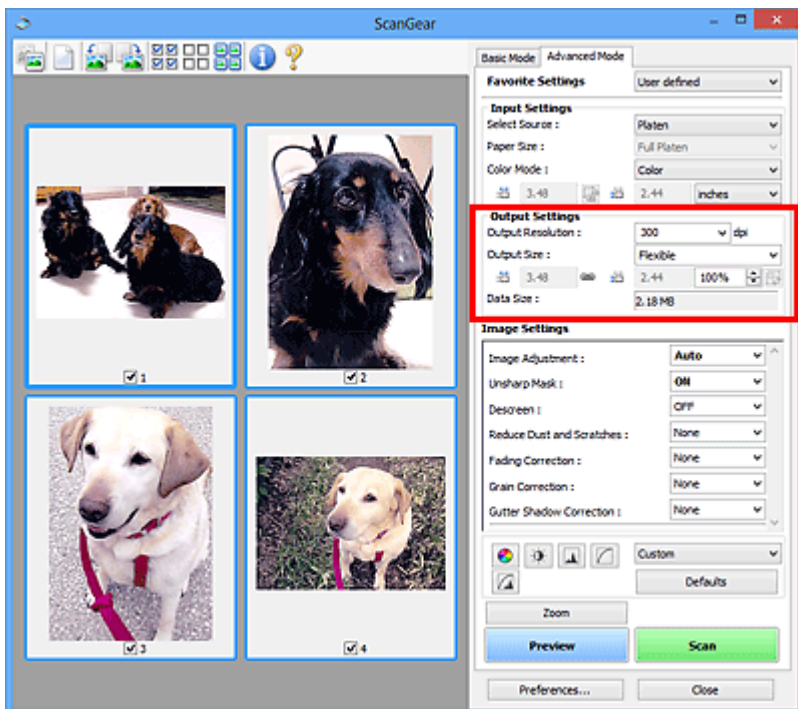 ScanGear
Basic Mode Advanced Mode
Favorite Settings User defined
Input Settings
Select Source : Platen
Paper Size : Full Platen
Color Mode : Color
3.48 2.44 inches
Output Settings
Output Resolution : 300 dpi
Output Size : Flexible
3.48 2.44 100%
Data Size : 2.18 MB
Image Settings
Image Adjustment : Auto
Unsharp Mask : ON
Descreen : OFF
Reduce Dust and Scratches : None
Fading Correction : None
Grain Correction : None
Gutter Shadow Correction : None
1
2
3
4
Custom
Defaults
Zoom
Preview Scan
Preferences... Close